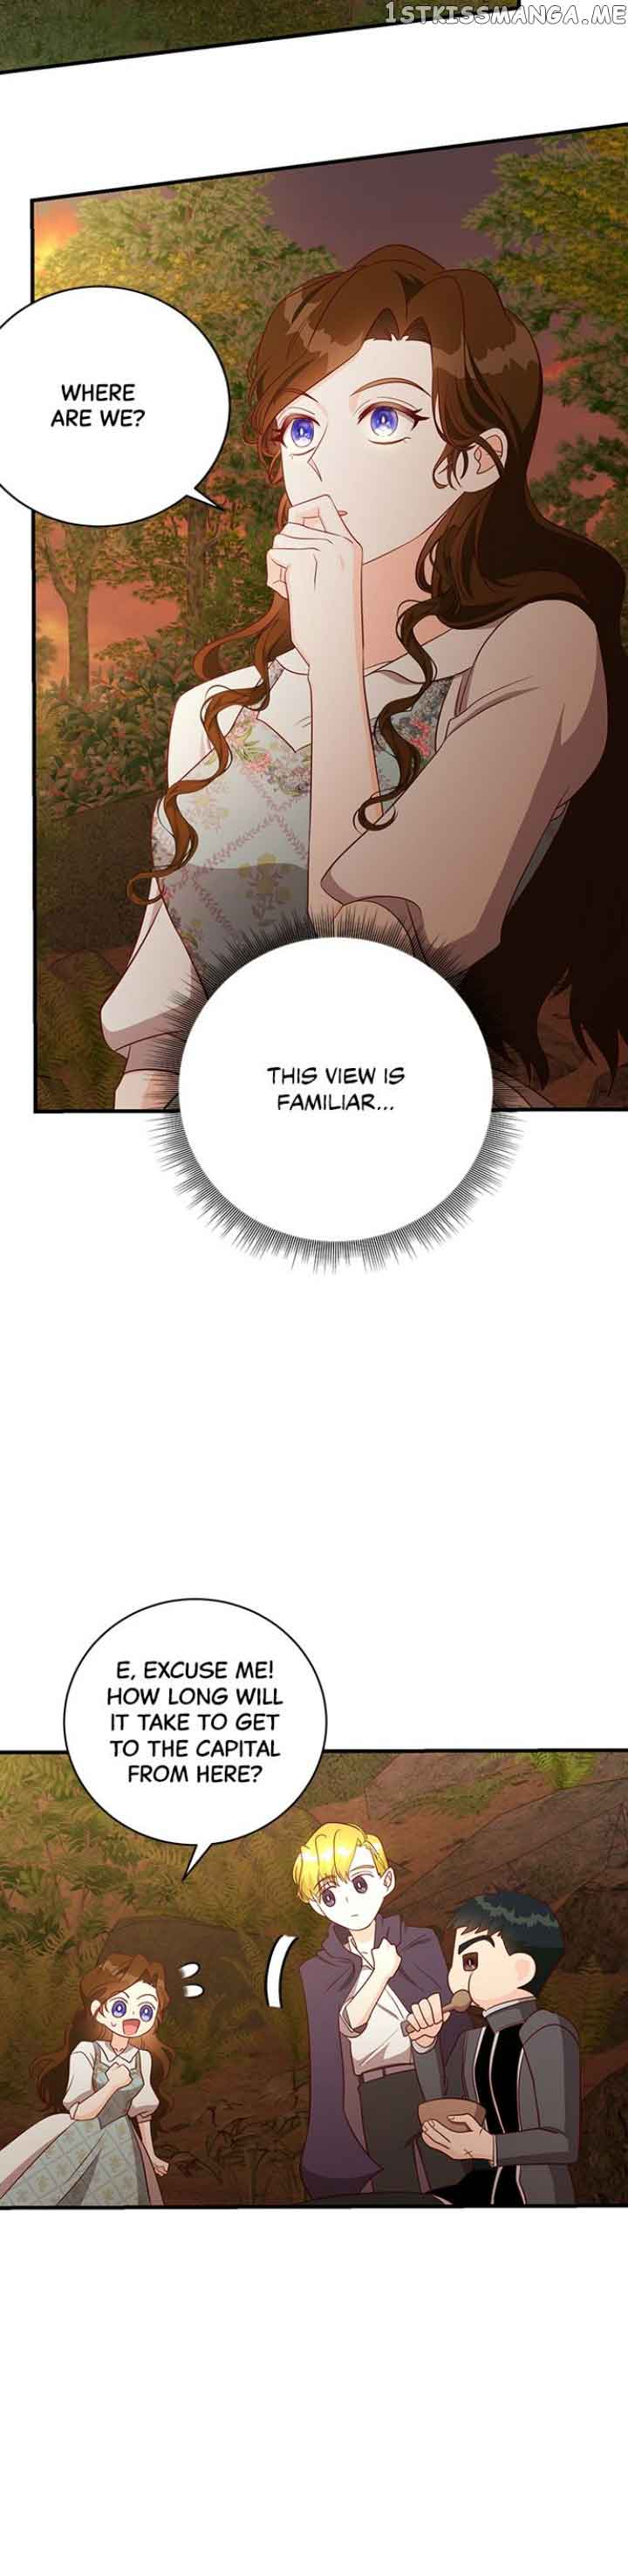 1STKISSMANGA.ME
WHERE
ARE WE?
THIS VIEW IS
FAMILIAR...
E, EXCUSE ME!
HOW LONG WILL
IT TAKE TO GET
TO THE CAPITAL
FROM HERE?